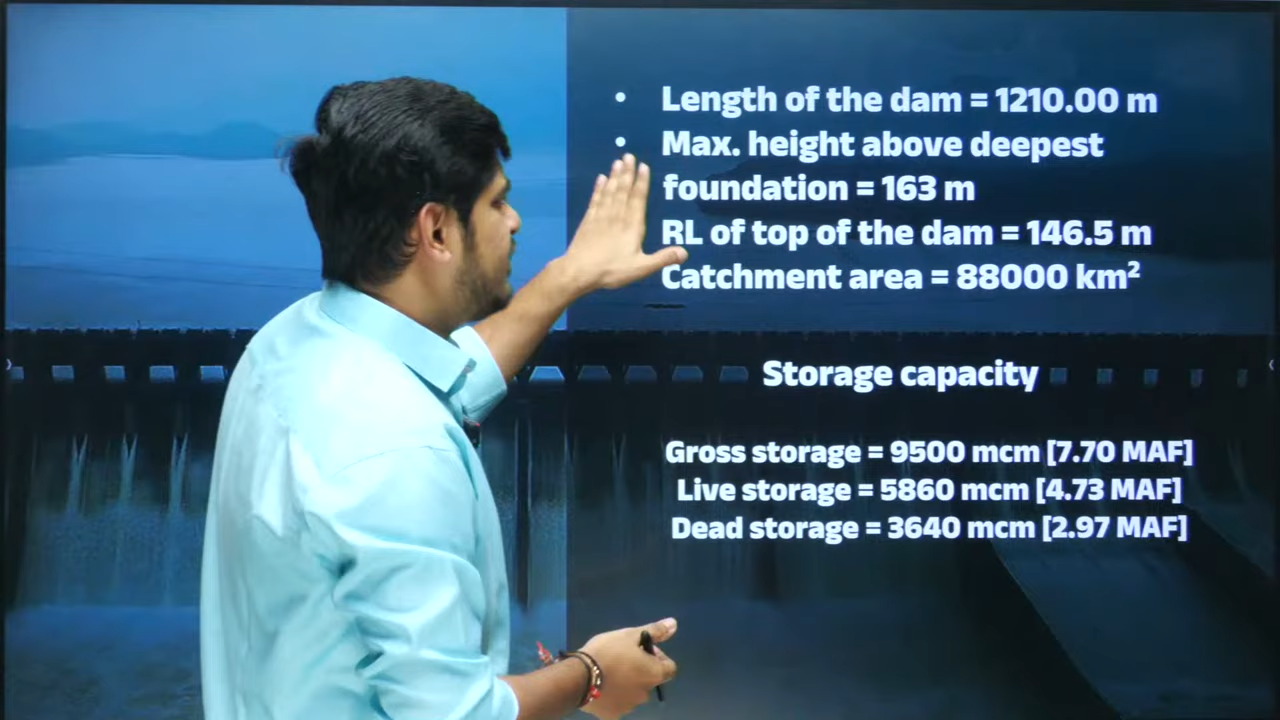 • Length of the dam = 1210.00 m
• Max. height above deepest
foundation = 163 m
RL of top of the dam = 146.5 m
Catchment area = 88000 km²
Storage capacity
Gross storage = 9500 mcm [7.70 MAF]
Live storage = 5860 mcm [4.73 MAF]
Dead storage = 3640 mcm [2.97 MAF]